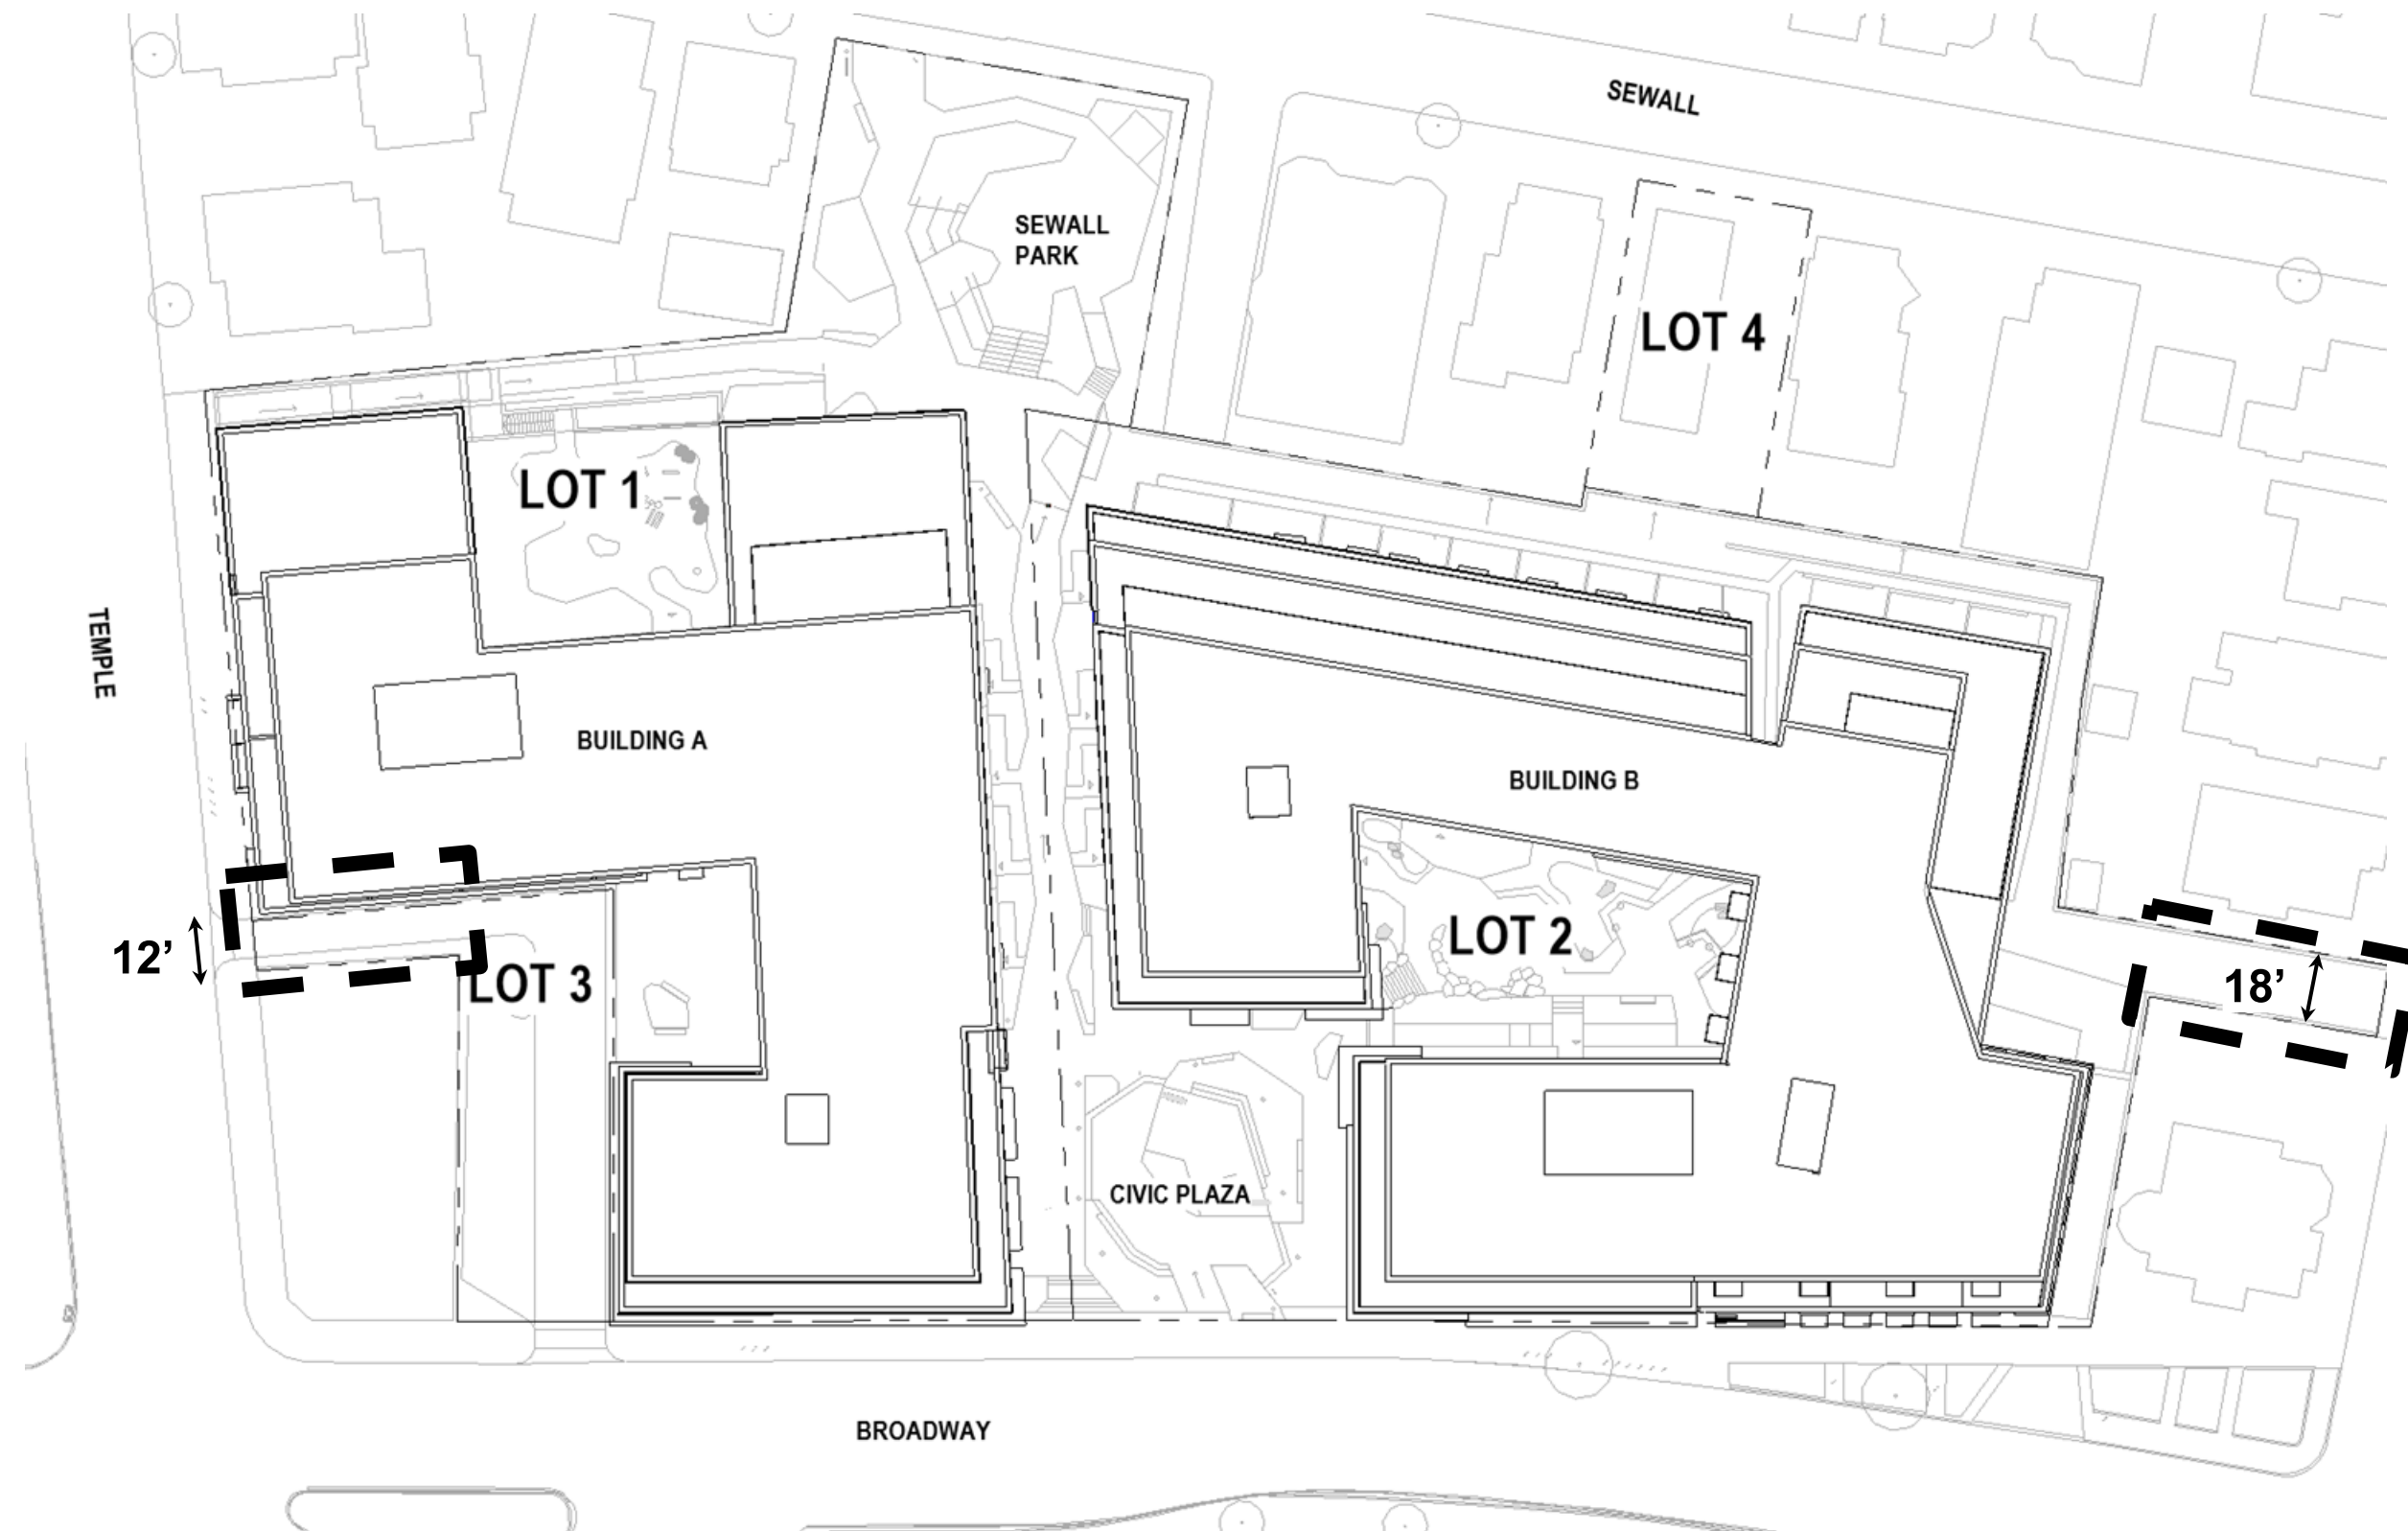 SEWALL
SEWALL
PARK
LOT 4
LOT 1
TEMPLE
BUILDING A
BUILDING B
LOT 2
12’
LOT 3
18’
CIVIC PLAZA
BROADWAY